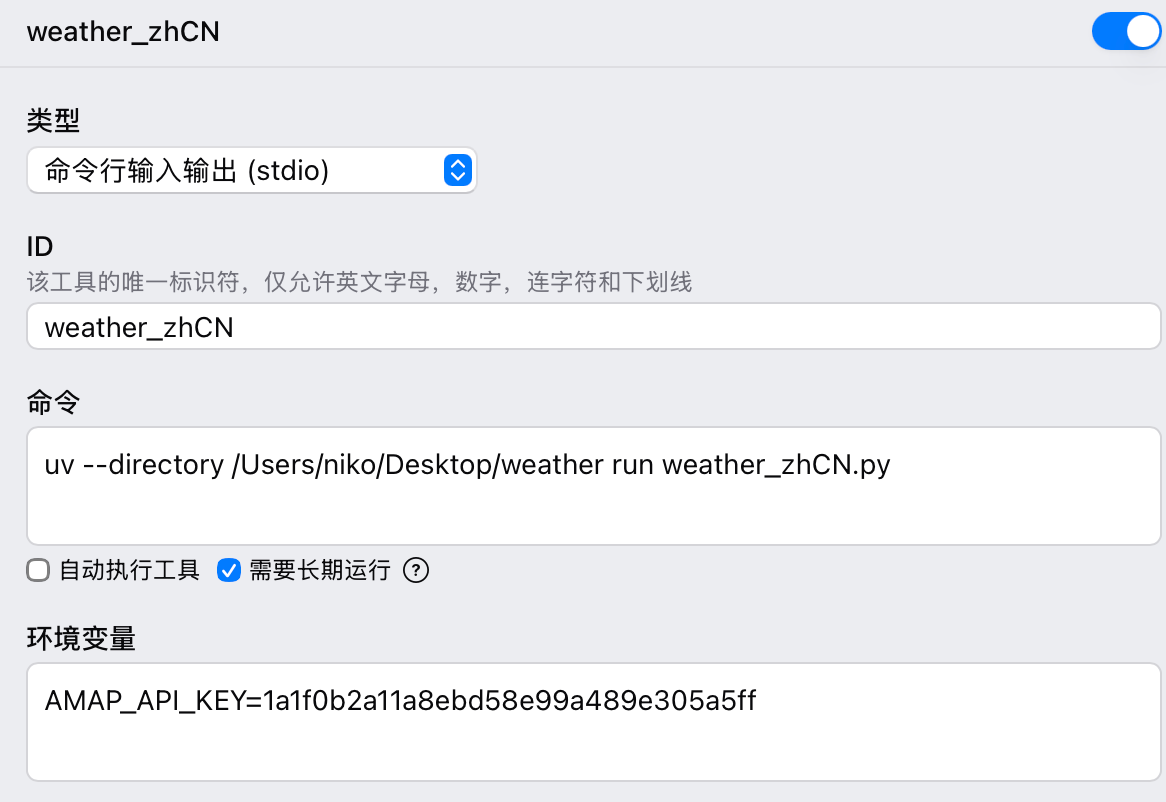 weather_zhCN
类型
命令行输入输出 (stdio)
ID
该工具的唯一标识符，仅允许英文字母，数字，连字符和下划线
weather_zhCN
命令
uv --directory /Users/niko/Desktop/weather run weather_zhCN.py
自动执行工具 需要长期运行 ?
环境变量
AMAP_API_KEY=1a1f0b2a11a8ebd58e99a489e305a5ff